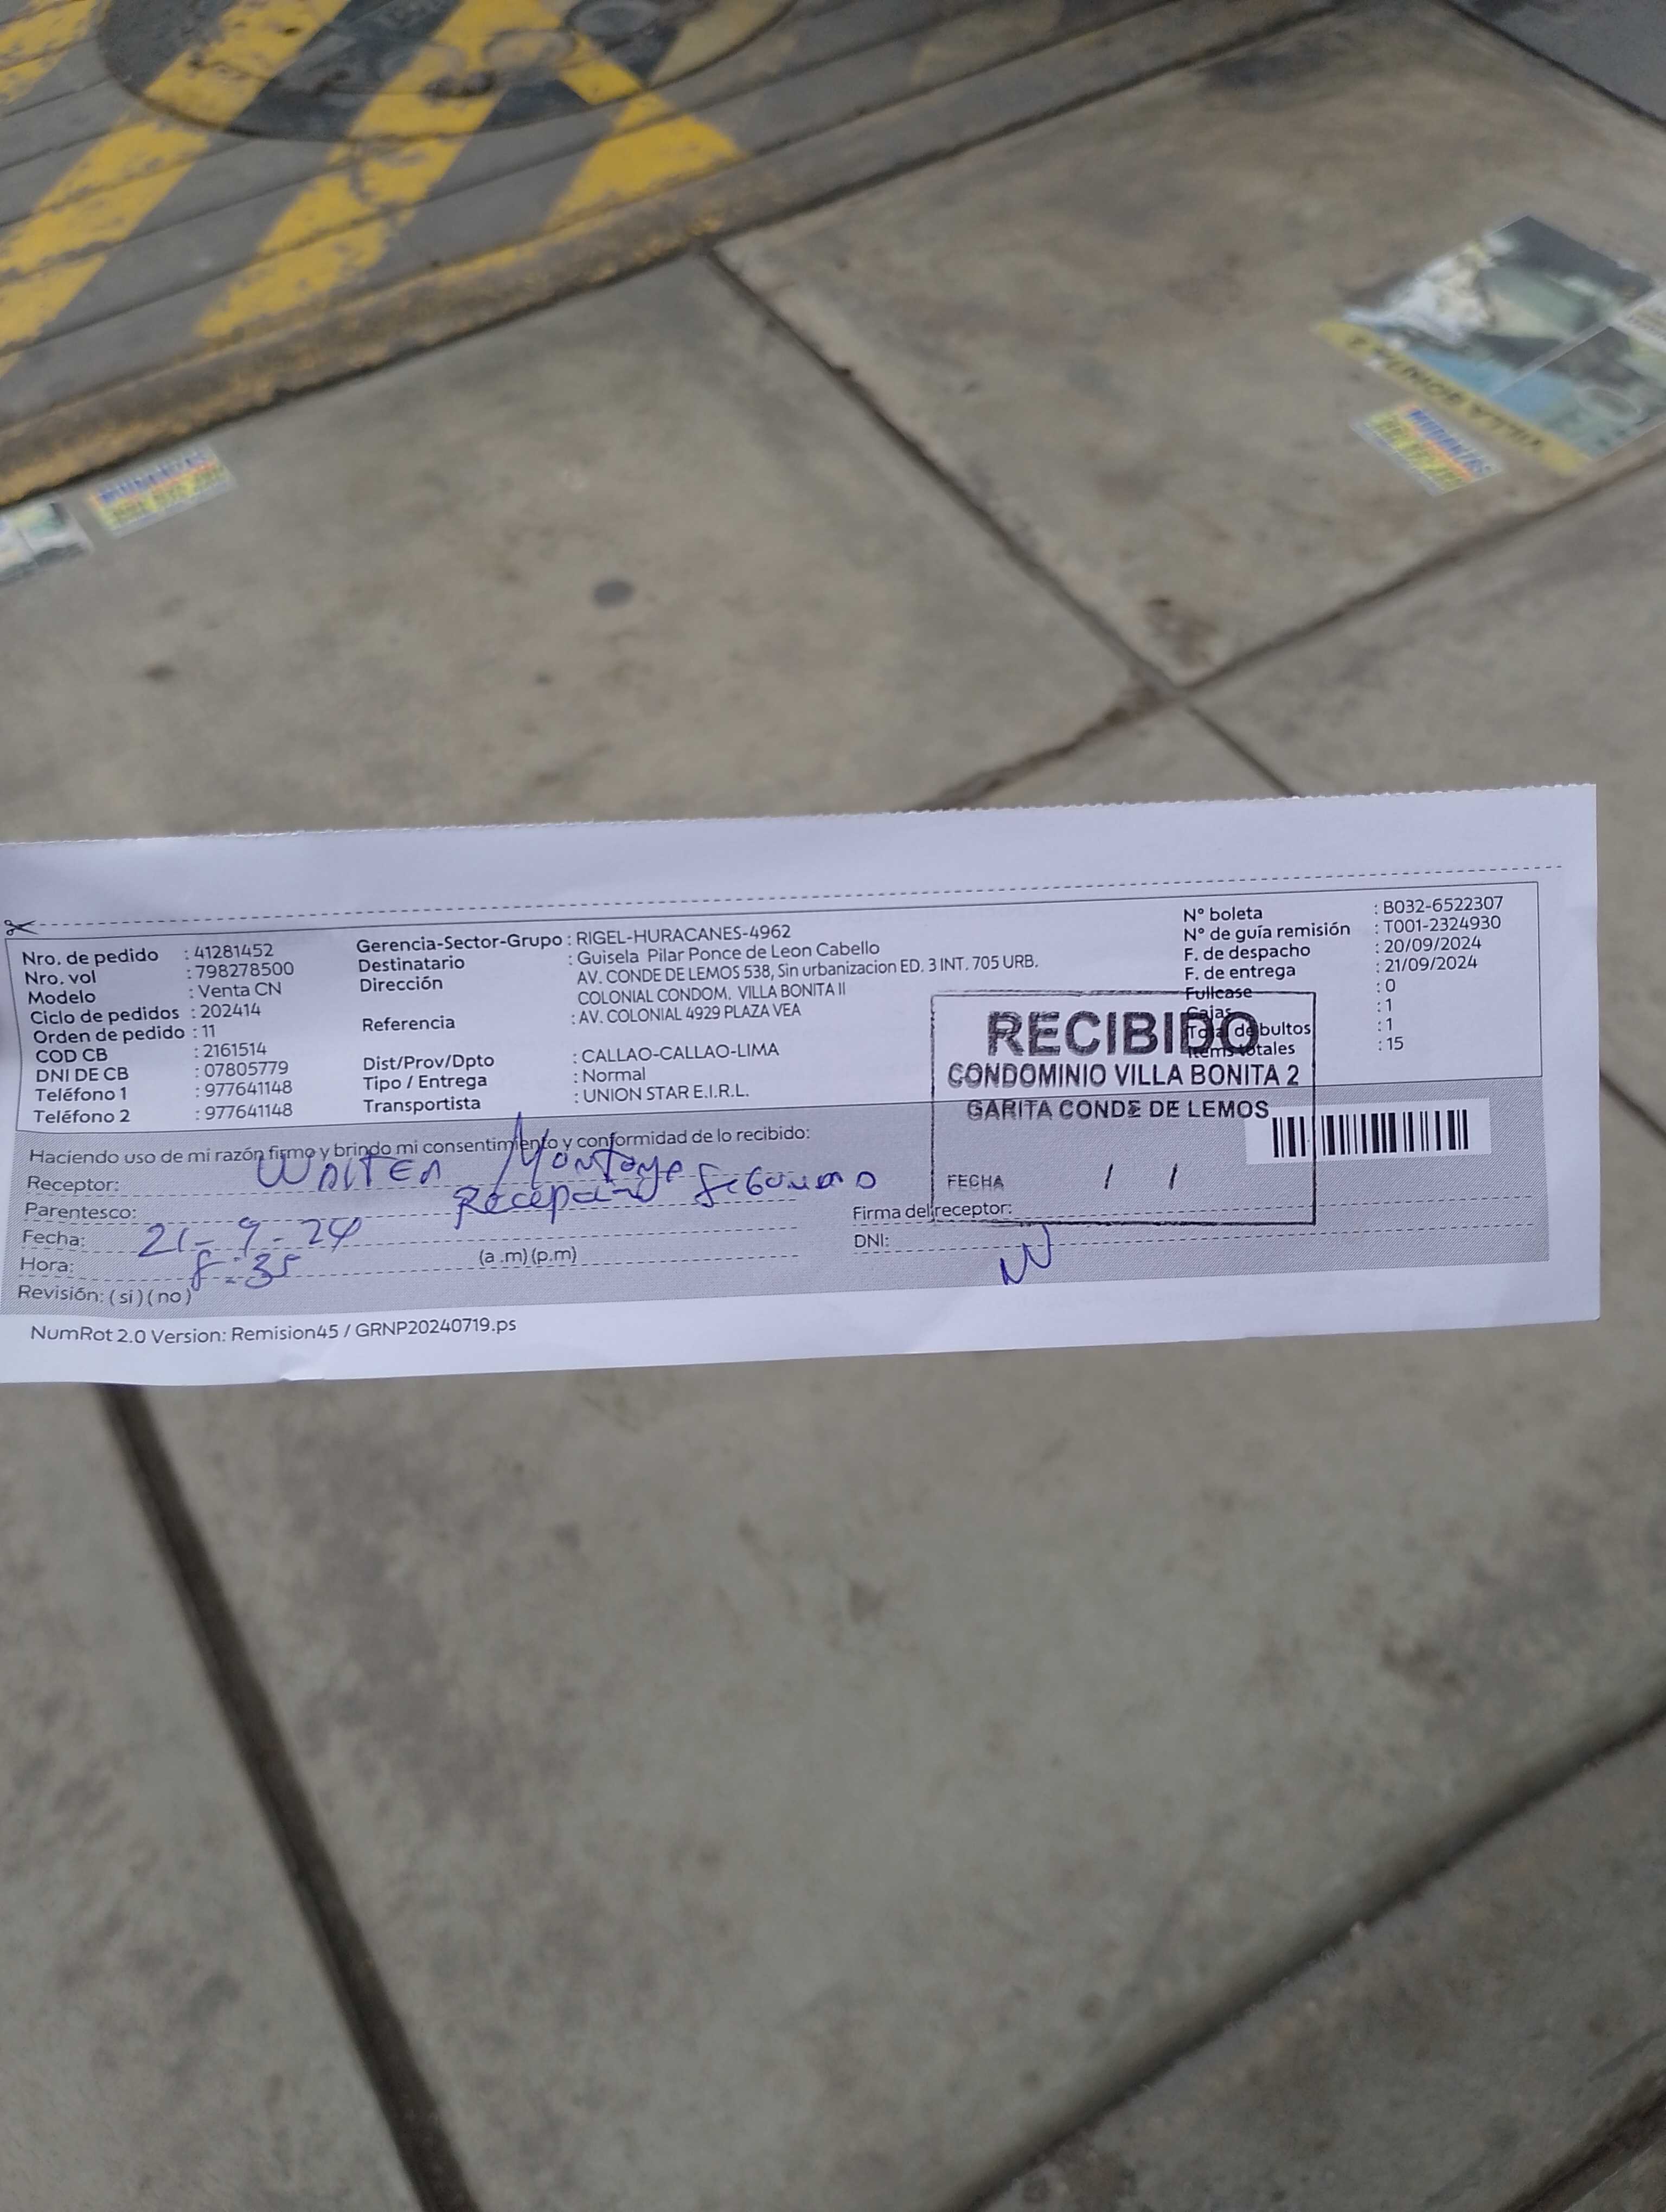 VILLA BONITA 2
Nro. de pedido : 41281452
Nro. vol : 798278500
Modelo : Venta CN
Ciclo de pedidos : 202414
Orden de pedido : 11
COD CB : 2161514
DNI DE CB : 07805779
Teléfono 1 : 977641148
Teléfono 2 : 977641148
Gerencia-Sector-Grupo : RIGEL-HURACANES-4962
Destinatario : Guisela Pilar Ponce de Leon Cabello
Dirección AV. CONDE DE LEMOS 538, Sin urbanizacion ED. 3 INT. 705 URB.
COLONIAL CONDOM. VILLA BONITA II
Referencia : AV. COLONIAL 4929 PLAZA VEA
Dist/Prov/Dpto : CALLAO-CALLAO-LIMA
Tipo / Entrega : Normal
Transportista : UNION STAR E.I.R.L.
N° boleta : B032-6522307
N° de guía remisión : T001-2324930
F. de despacho : 20/09/2024
F. de entrega : 21/09/2024
Fullcase : 0
Cajas : 1
Total de bultos : 1
Items totales : 15
RECIBIDO
CONDOMINIO VILLA BONITA 2
GARITA CONDE DE LEMOS
FECHA / /
Haciendo uso de mi razón firmo y brindo mi consentimiento y conformidad de lo recibido:
Receptor: WALTER Montoya
Parentesco: Recepción
Fecha: 21-9-24
Hora: 8:35 (a .m) (p.m)
Revisión: ( si ) ( no )
Firma del receptor:
DNI:
NumRot 2.0 Version: Remision45 / GRNP20240719.ps